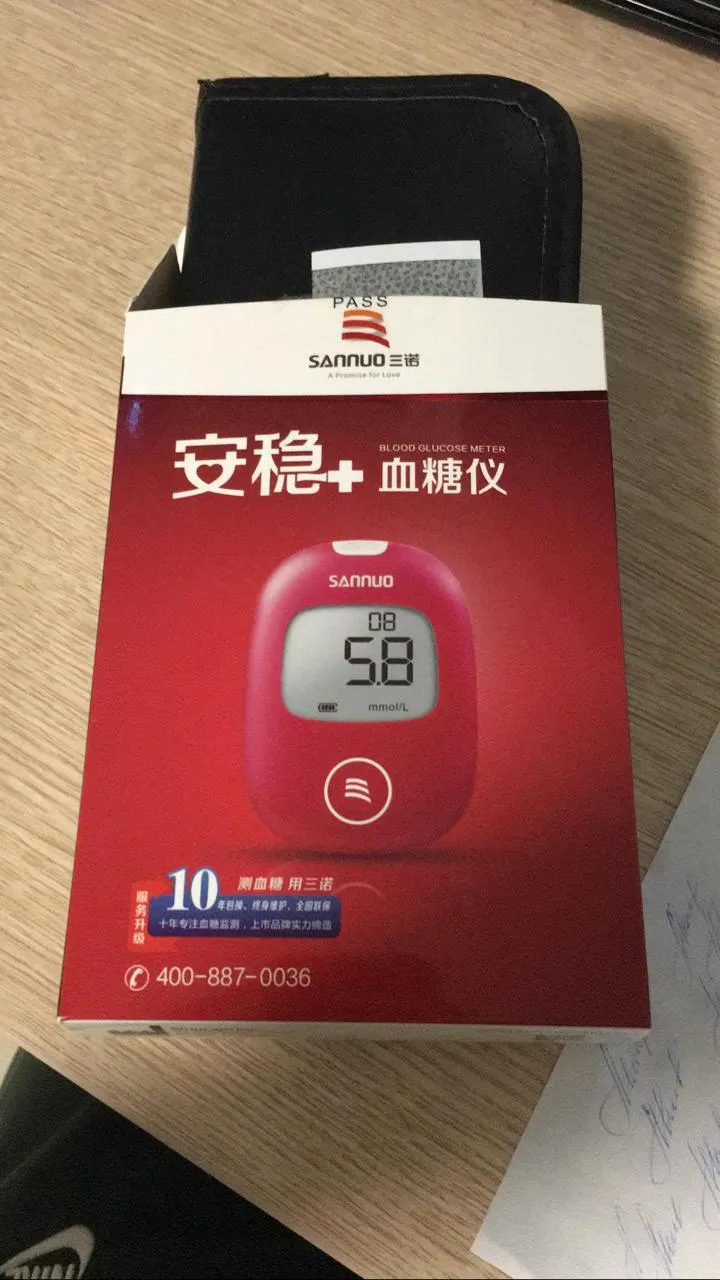 PASS
SANNUO 三诺
A Promise for Love
安稳+
BLOOD GLUCOSE METER
血糖仪
SANNUO
08
5.8
mmol/L
服务升级
10
测血糖 用三诺
年包换、终身维护、全国联保
十年专注血糖监测，上市品牌实力缔造
400-887-0036